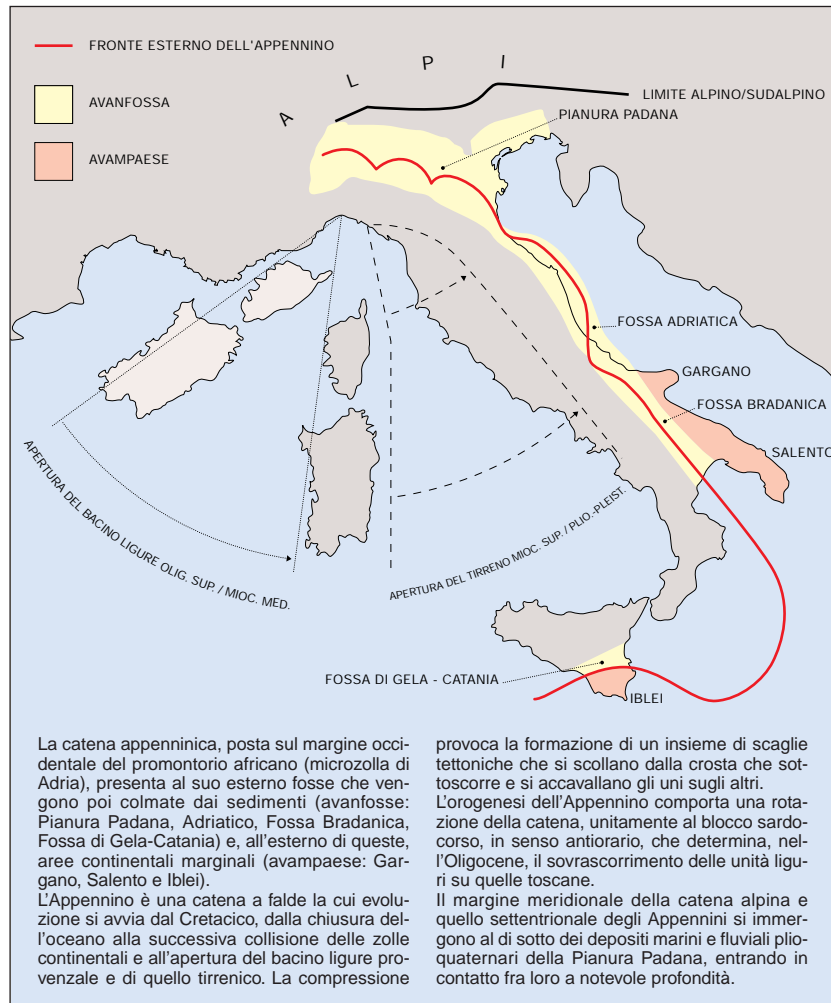 FRONTE ESTERNO DELL'APPENNINO
AVANFOSSA
AVAMPAESE
A L P I
LIMITE ALPINO/SUDALPINO
PIANURA PADANA
FOSSA ADRIATICA
GARGANO
FOSSA BRADANICA
SALENTO
APERTURA DEL BACINO LIGURE OLIG. SUP. / MIOC. MED.
APERTURA DEL TIRRENO MIOC. SUP. / PLIO.-PLEIST.
FOSSA DI GELA - CATANIA
IBLEI
La catena appenninica, posta sul margine occi-
dentale del promontorio africano (microzolla di
Adria), presenta al suo esterno fosse che ven-
gono poi colmate dai sedimenti (avanfosse:
Pianura Padana, Adriatico, Fossa Bradanica,
Fossa di Gela-Catania) e, all'esterno di queste,
aree continentali marginali (avampaese: Gar-
gano, Salento e Iblei).
L'Appennino è una catena a falde la cui evolu-
zione si avvia dal Cretacico, dalla chiusura del-
l'oceano alla successiva collisione delle zolle
continentali e all'apertura del bacino ligure pro-
venzale e di quello tirrenico. La compressione
provoca la formazione di un insieme di scaglie
tettoniche che si scollano dalla crosta che sot-
toscorre e si accavallano gli uni sugli altri.
L'orogenesi dell'Appennino comporta una rota-
zione della catena, unitamente al blocco sardo-
corso, in senso antiorario, che determina, nel-
l'Oligocene, il sovrascorrimento delle unità ligu-
ri su quelle toscane.
Il margine meridionale della catena alpina e
quello settentrionale degli Appennini si immer-
gono al di sotto dei depositi marini e fluviali plio-
quaternari della Pianura Padana, entrando in
contatto fra loro a notevole profondità.